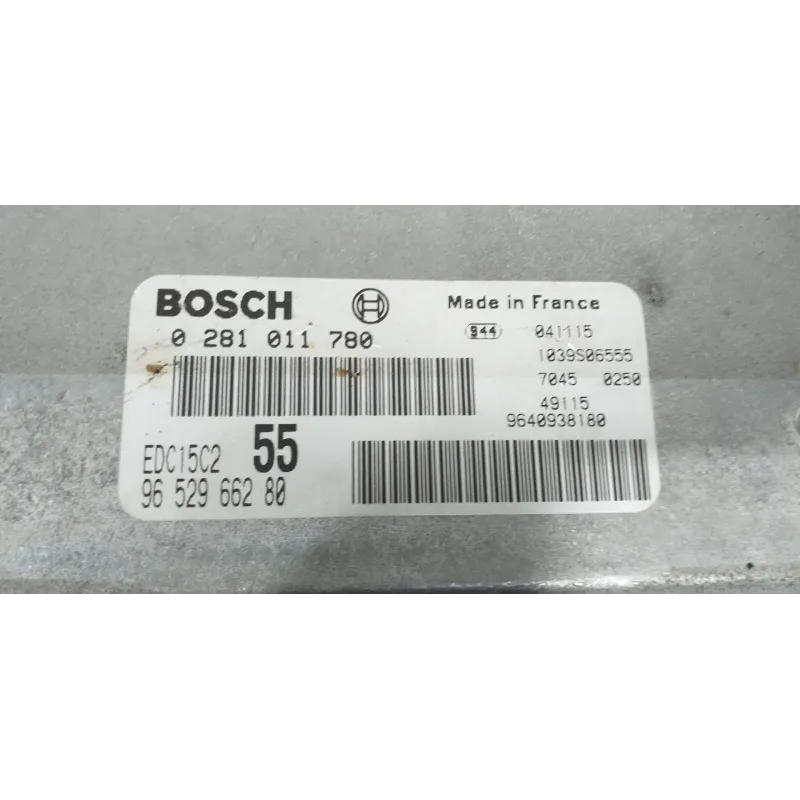 BOSCH
Made in France
0 281 011 780
944 041115
1039S06555
7045 0250
49115
9640938180
EDC15C2 55
96 529 662 80